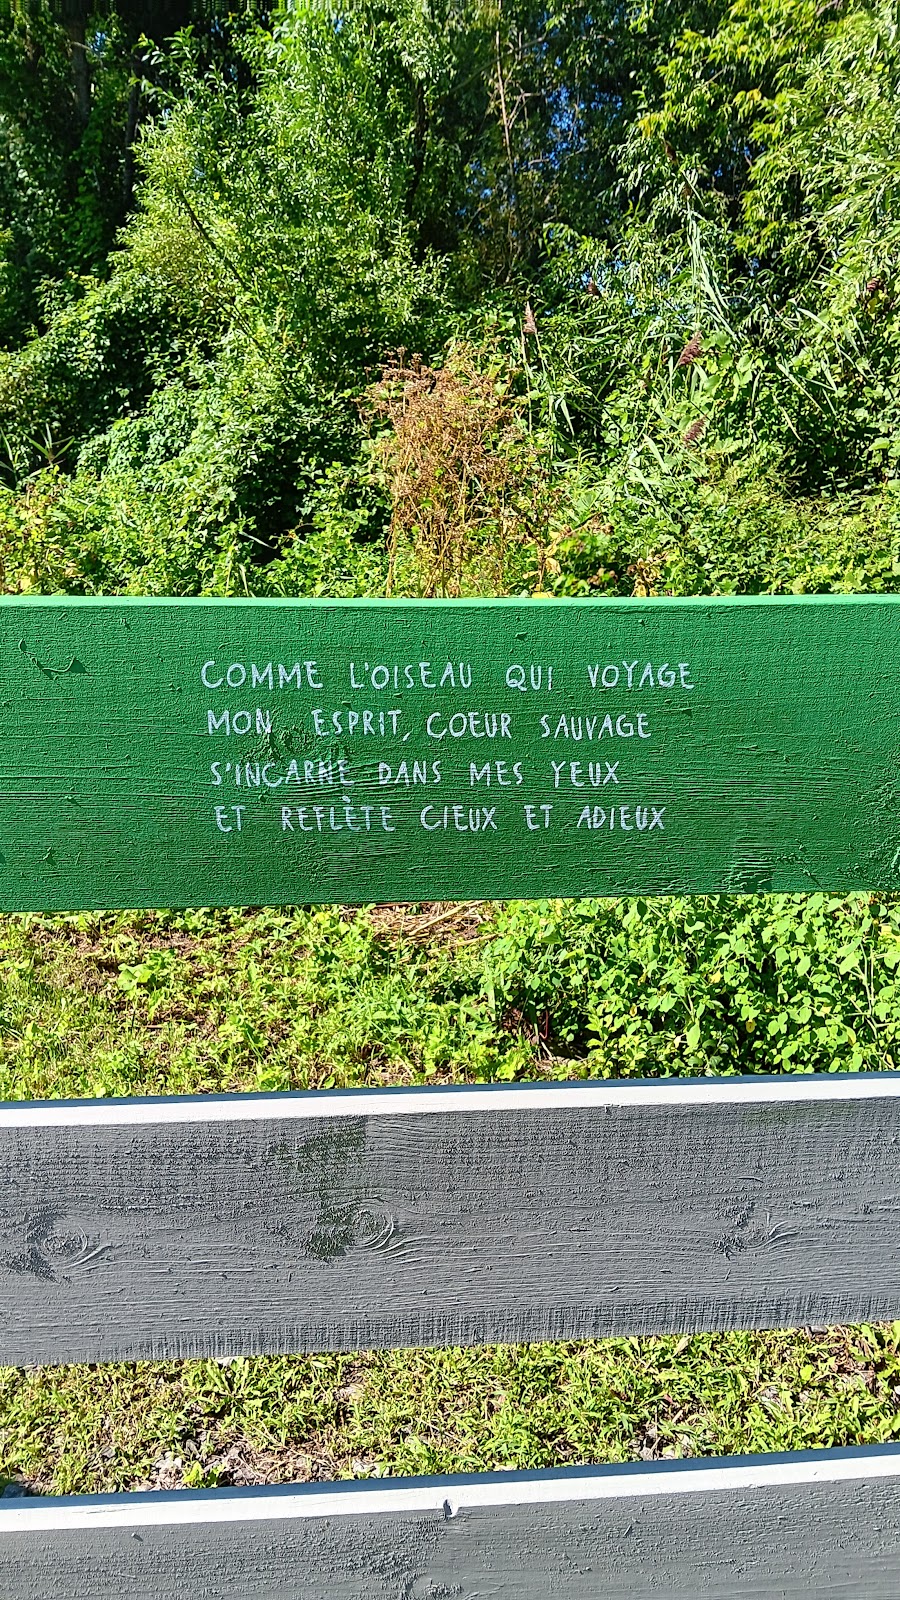 COMME L'OISEAU QUI VOYAGE
MON ESPRIT, COEUR SAUVAGE
S'INCARNE DANS MES YEUX
ET REFLÈTE CIEUX ET ADIEUX